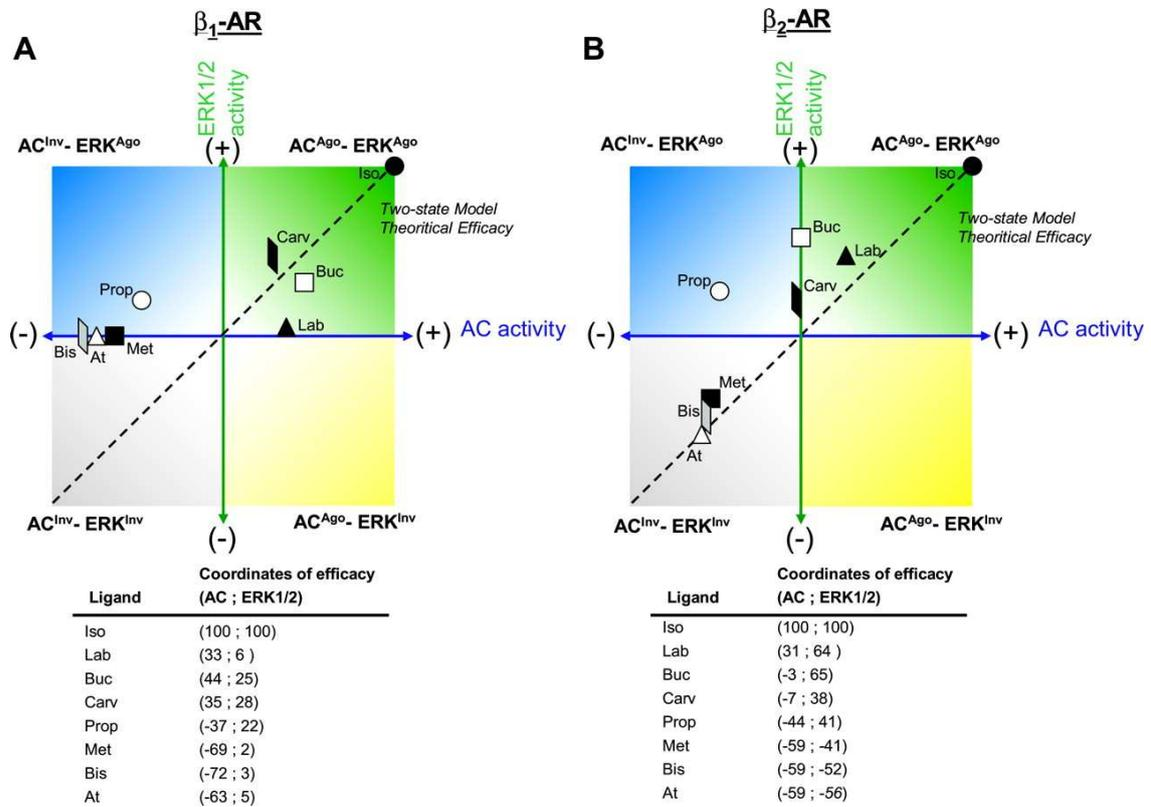 β1-AR
A
ERK1/2
activity
(+)
AC^Inv- ERK^Ago
AC^Ago- ERK^Ago
Iso
Two-state Model
Theoritical Efficacy
Carv
Buc
Prop
Lab
(-)
(+)
AC activity
Bis
At
Met
AC^Inv- ERK^Inv
AC^Ago- ERK^Inv
(-)
Coordinates of efficacy
Ligand (AC ; ERK1/2)
Iso (100 ; 100)
Lab (33 ; 6 )
Buc (44 ; 25)
Carv (35 ; 28)
Prop (-37 ; 22)
Met (-69 ; 2)
Bis (-72 ; 3)
At (-63 ; 5)
β2-AR
B
ERK1/2
activity
(+)
AC^Inv- ERK^Ago
AC^Ago- ERK^Ago
Iso
Two-state Model
Theoritical Efficacy
Buc
Lab
Prop
Carv
(-)
(+)
AC activity
Met
Bis
At
AC^Inv- ERK^Inv
AC^Ago- ERK^Inv
(-)
Coordinates of efficacy
Ligand (AC ; ERK1/2)
Iso (100 ; 100)
Lab (31 ; 64 )
Buc (-3 ; 65)
Carv (-7 ; 38)
Prop (-44 ; 41)
Met (-59 ; -41)
Bis (-59 ; -52)
At (-59 ; -56)